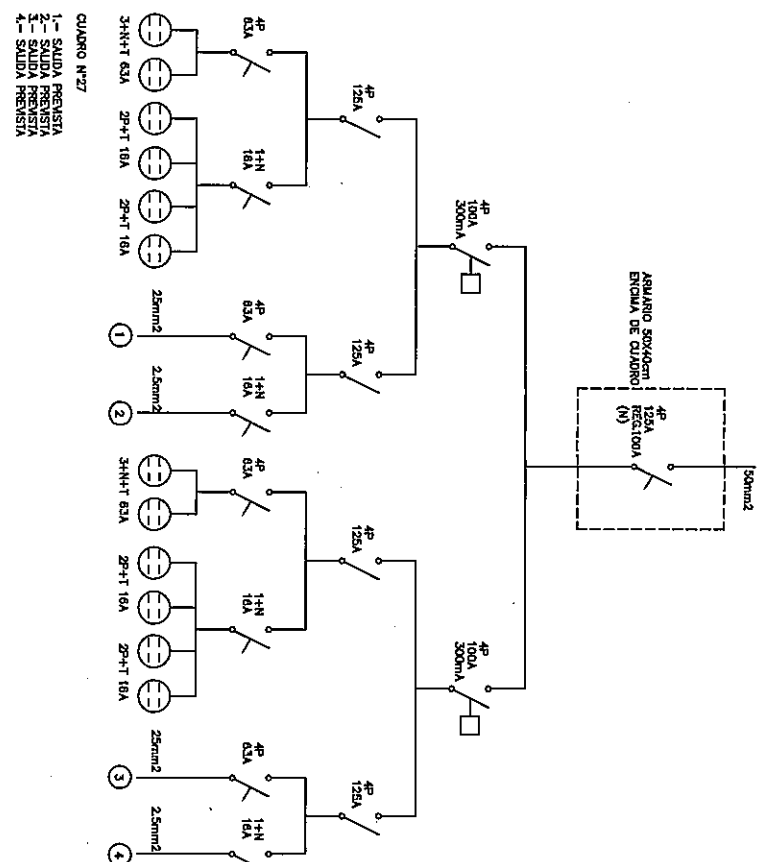 50mm2
ARMARIO 50X40cm
ENCIMA DE CUADRO
4P
125A
REG.100A
(N)
4P
100A
300mA
4P
100A
300mA
4P
125A
4P
125A
4P
125A
4P
125A
4P
63A
1+N
16A
4P
63A
1+N
16A
4P
63A
1+N
16A
4P
63A
1+N
16A
25mm2
2.5mm2
25mm2
2.5mm2
3+N+T 63A
2P+T 16A
2P+T 16A
1
2
3+N+T 63A
2P+T 16A
2P+T 16A
3
4
CUADRO Nº27
1.- SALIDA PREVISTA
2.- SALIDA PREVISTA
3.- SALIDA PREVISTA
4.- SALIDA PREVISTA